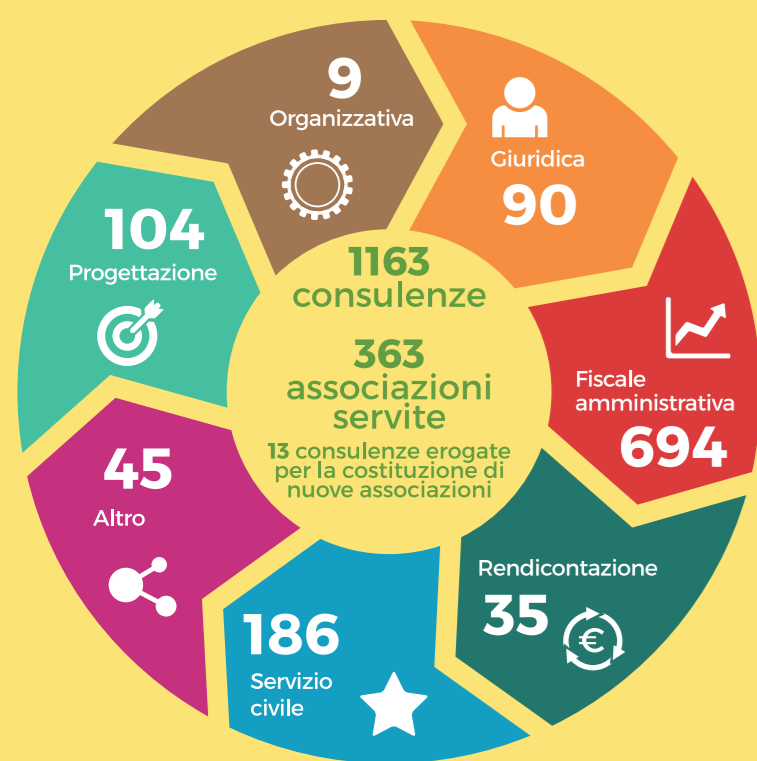 9
Organizzativa
Giuridica
90
Fiscale
amministrativa
694
Rendicontazione
35
€
186
Servizio
civile
45
Altro
104
Progettazione
1163
consulenze
363
associazioni
servite
13 consulenze erogate
per la costituzione di
nuove associazioni